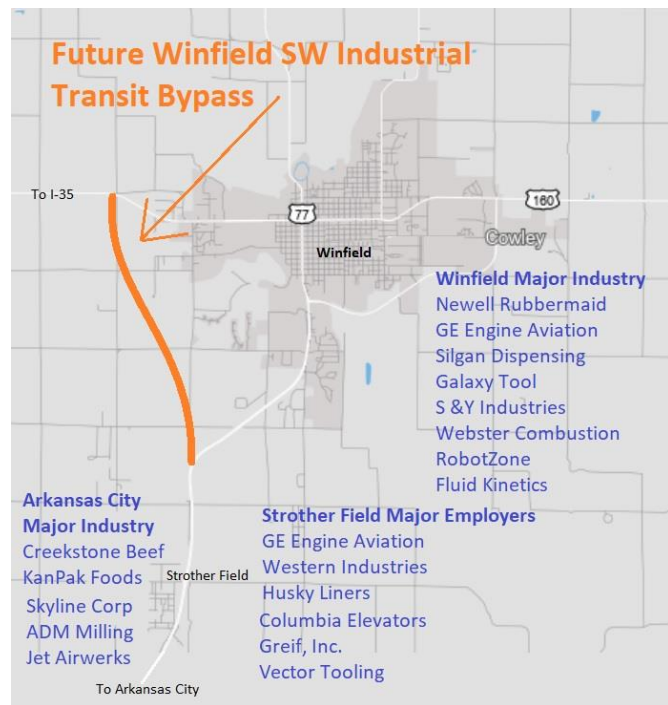 Future Winfield SW Industrial
Transit Bypass
To I-35
77
160
Winfield
Cowley
Winfield Major Industry
Newell Rubbermaid
GE Engine Aviation
Silgan Dispensing
Galaxy Tool
S &Y Industries
Webster Combustion
RobotZone
Fluid Kinetics
Arkansas City
Major Industry
Creekstone Beef
KanPak Foods
Skyline Corp
ADM Milling
Jet Airwerks
Strother Field Major Employers
GE Engine Aviation
Western Industries
Husky Liners
Columbia Elevators
Greif, Inc.
Vector Tooling
Strother Field
To Arkansas City